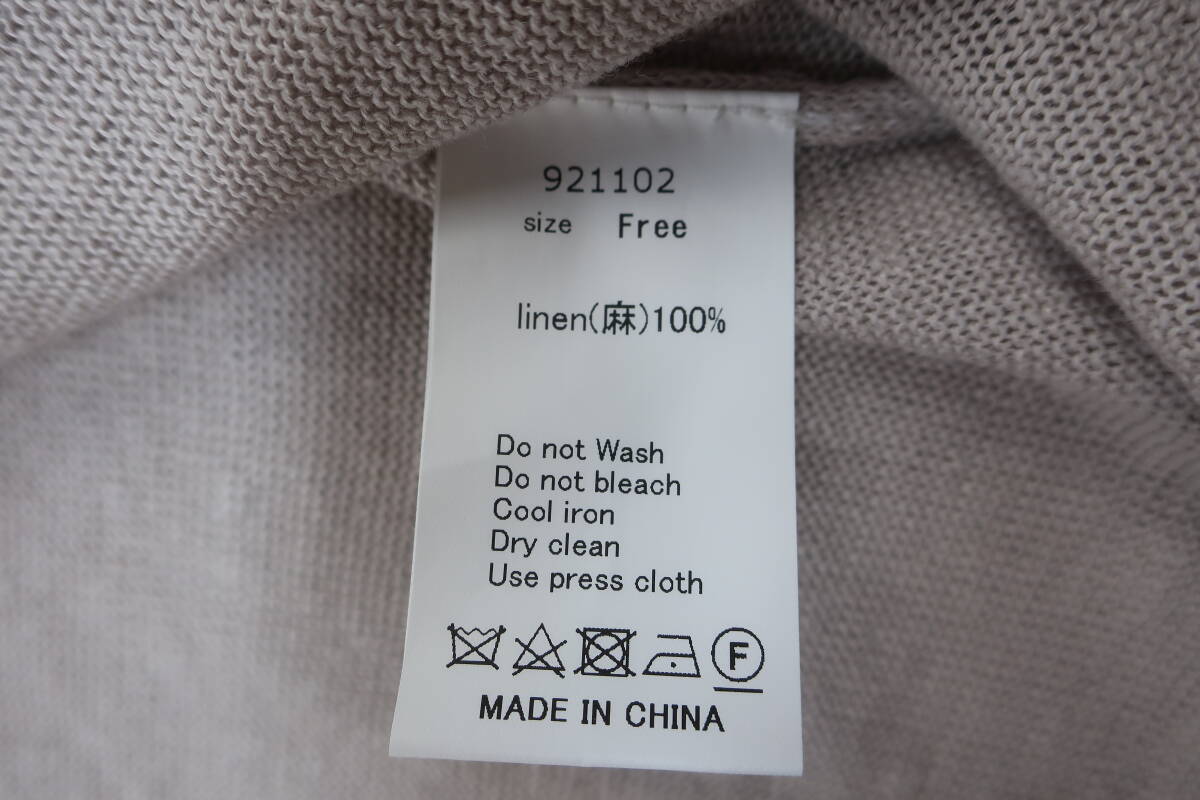 921102
size Free
linen(麻)100%
Do not Wash
Do not bleach
Cool iron
Dry clean
Use press cloth
F
MADE IN CHINA